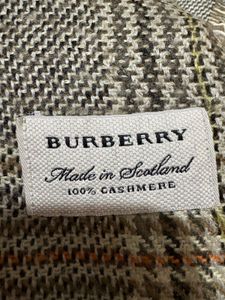 BURBERRY
Made in Scotland
100% CASHMERE